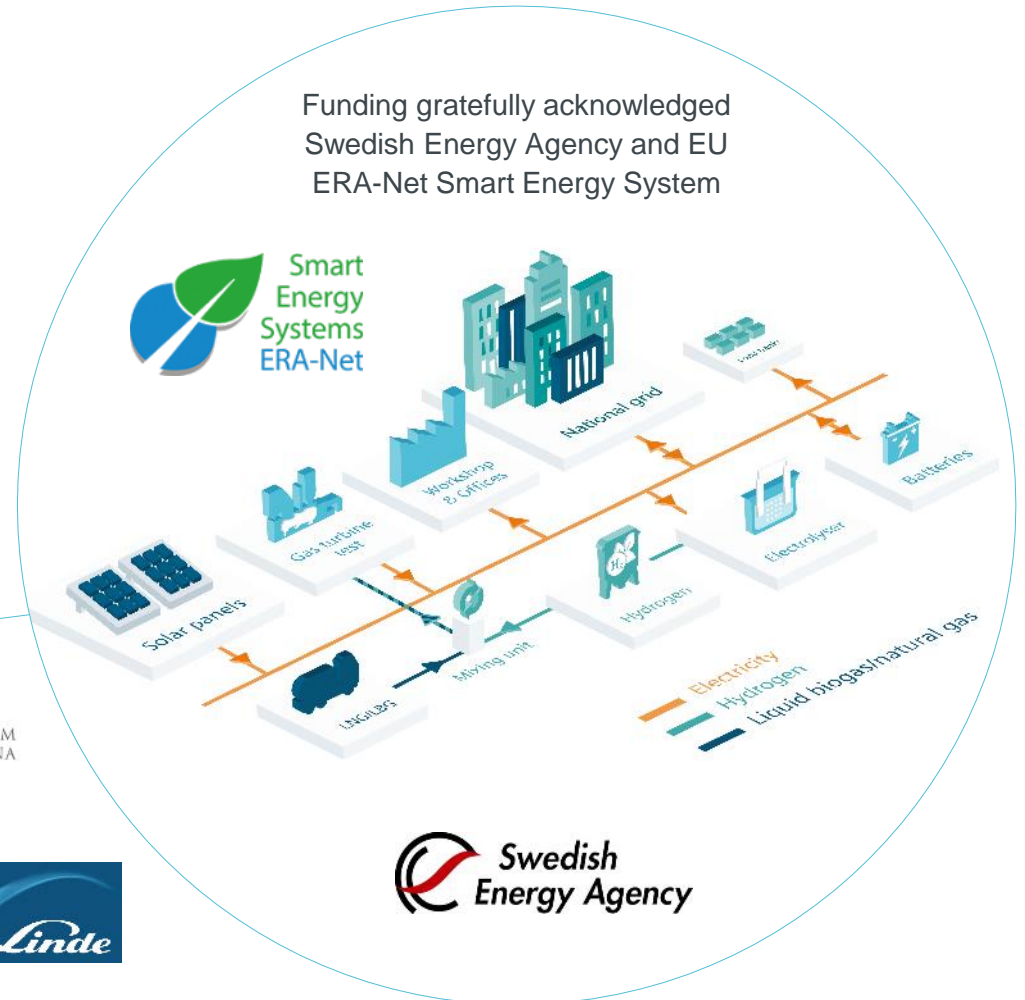 Funding gratefully acknowledged
Swedish Energy Agency and EU
ERA-Net Smart Energy System
Smart
Energy
Systems
ERA-Net
National grid
Workshop
& Offices
Batteries
Gas turbine
test
Electrolyser
H2
Hydrogen
Solar panels
Mixing unit
LNG/LBG
Electricity
Hydrogen
Liquid biogas/natural gas
M
NA
Swedish
Energy Agency
Linde